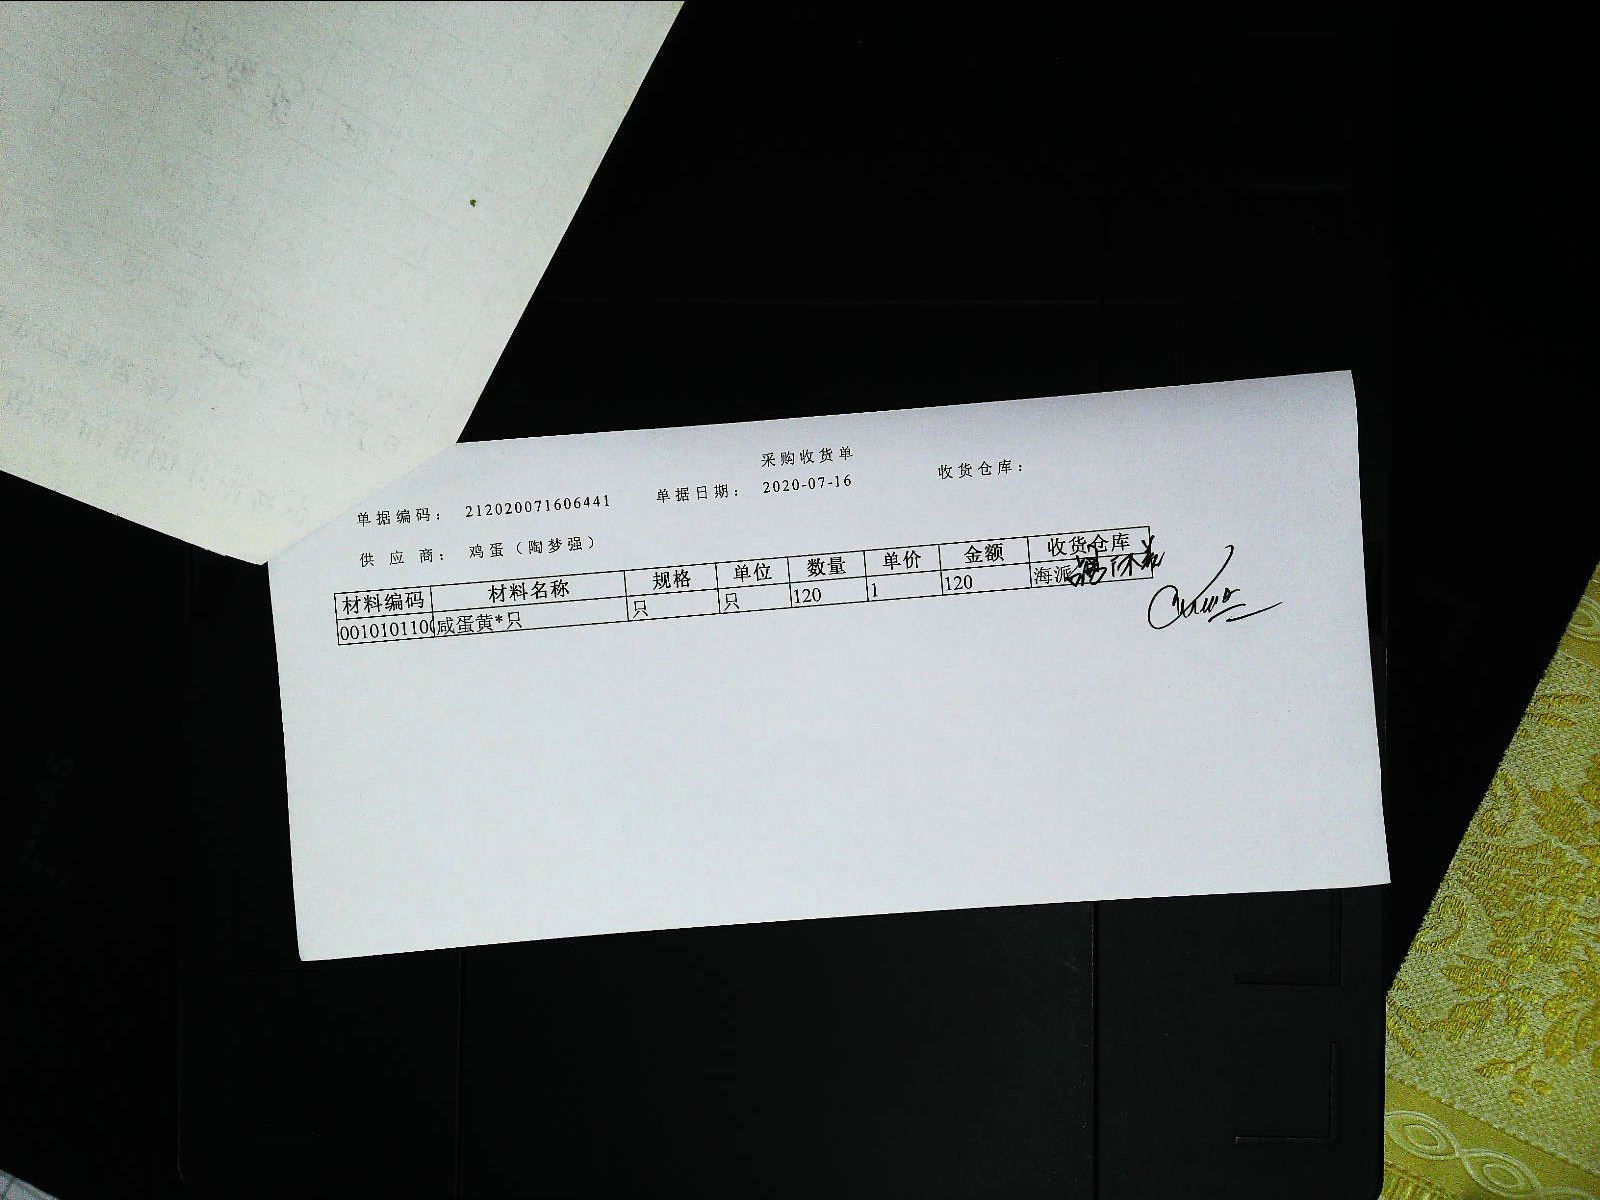 采购收货单
单据编码： 212020071606441 单据日期： 2020-07-16 收货仓库：
供应商： 鸡蛋（陶梦强）
材料编码 材料名称 规格 单位 数量 单价 金额 收货仓库
0010101100 咸蛋黄*只 只 只 120 1 120 海派